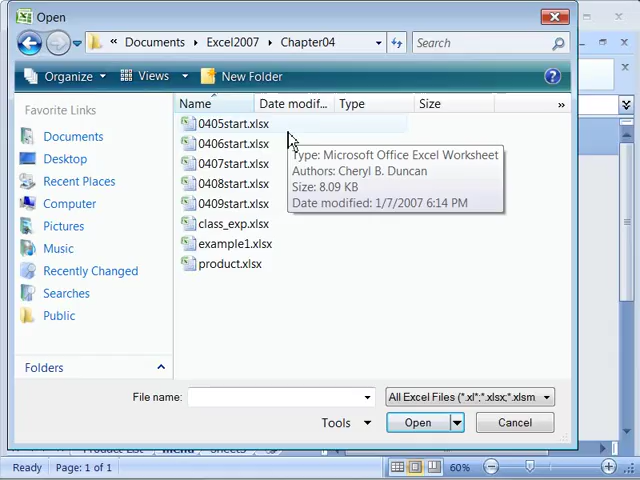 Open
« Documents Excel2007 Chapter04 Search
Organize Views New Folder
Favorite Links
Documents
Desktop
Recent Places
Computer
Pictures
Music
Recently Changed
Searches
Public
Folders
Name Date modif... Type Size »
0405start.xlsx
0406start.xlsx
0407start.xlsx
0408start.xlsx
0409start.xlsx
class_exp.xlsx
example1.xlsx
product.xlsx
Type: Microsoft Office Excel Worksheet
Authors: Cheryl B. Duncan
Size: 8.09 KB
Date modified: 1/7/2007 6:14 PM
File name: All Excel Files (*.xl*;*.xlsx;*.xlsm
Tools Open Cancel
Ready Page: 1 of 1 60%